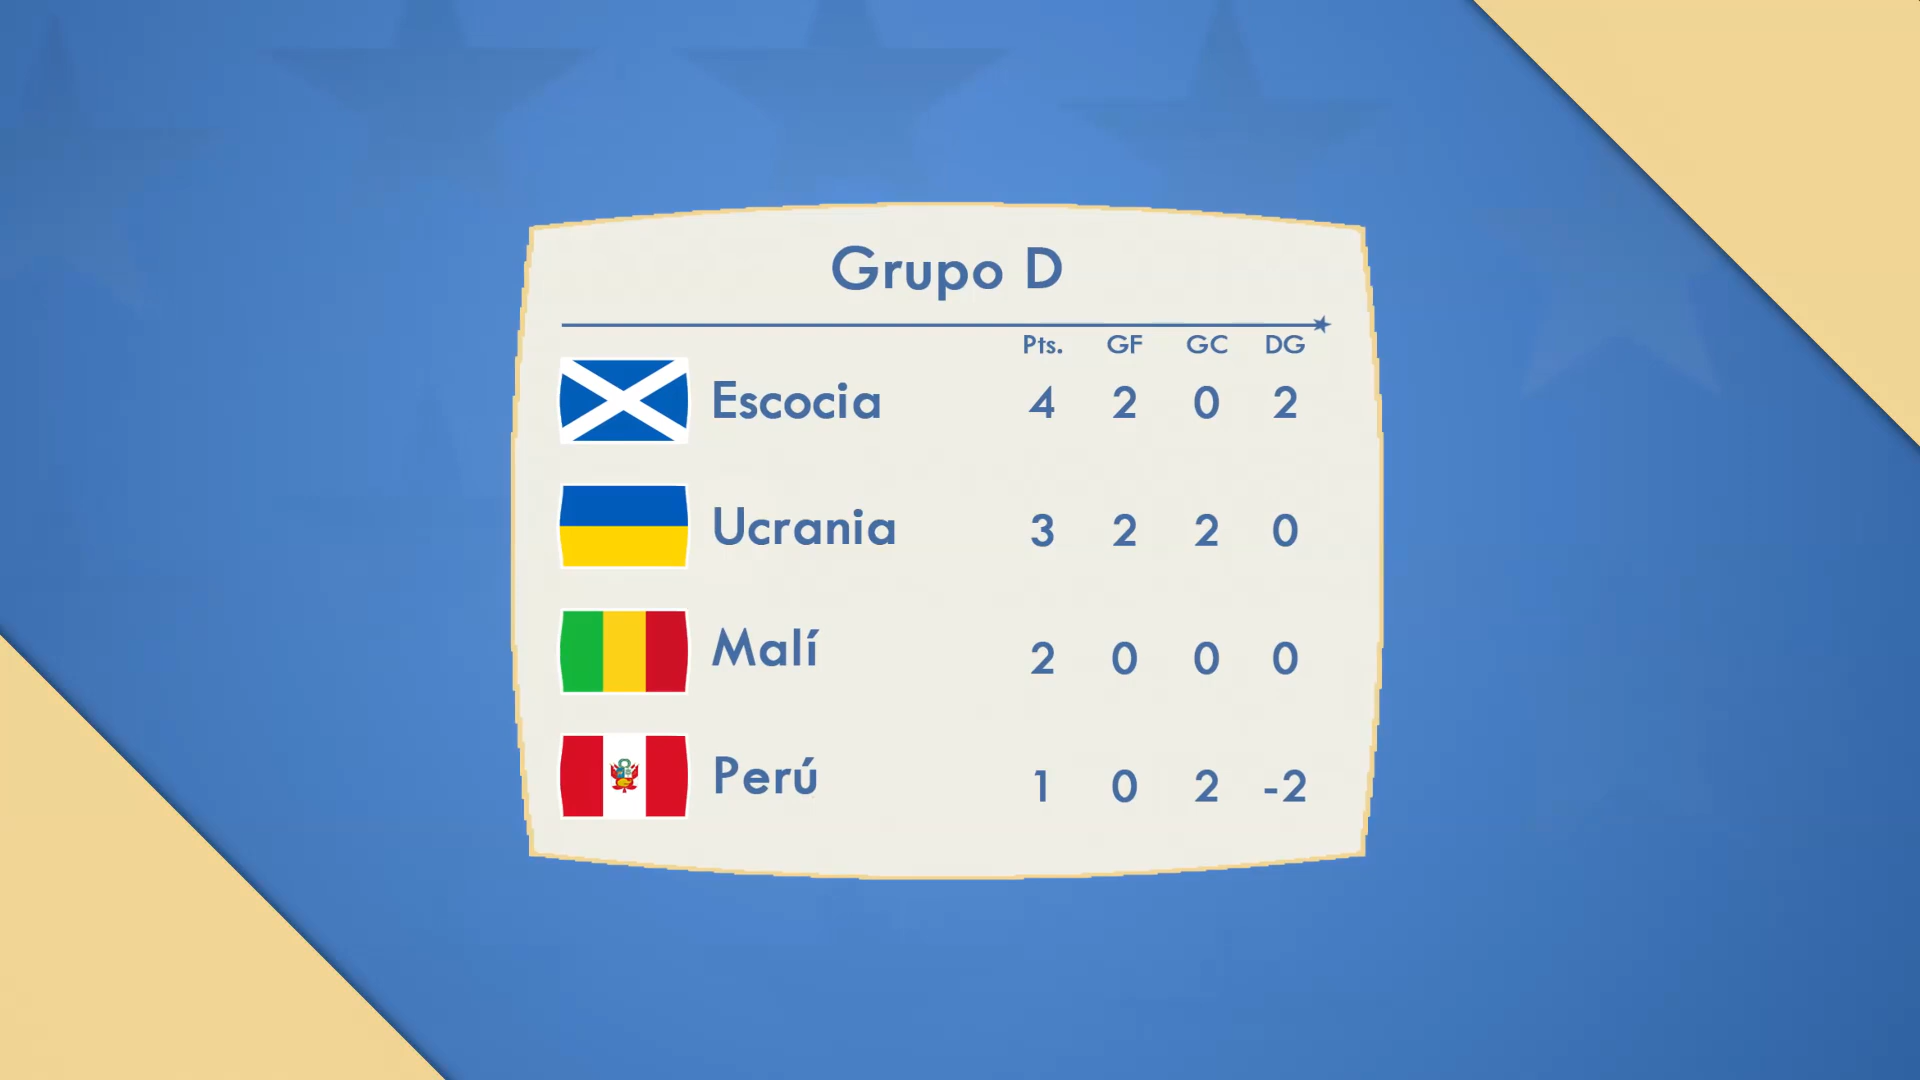 Grupo D
Pts. GF GC DG
Escocia 4 2 0 2
Ucrania 3 2 2 0
Malí 2 0 0 0
Perú 1 0 2 -2